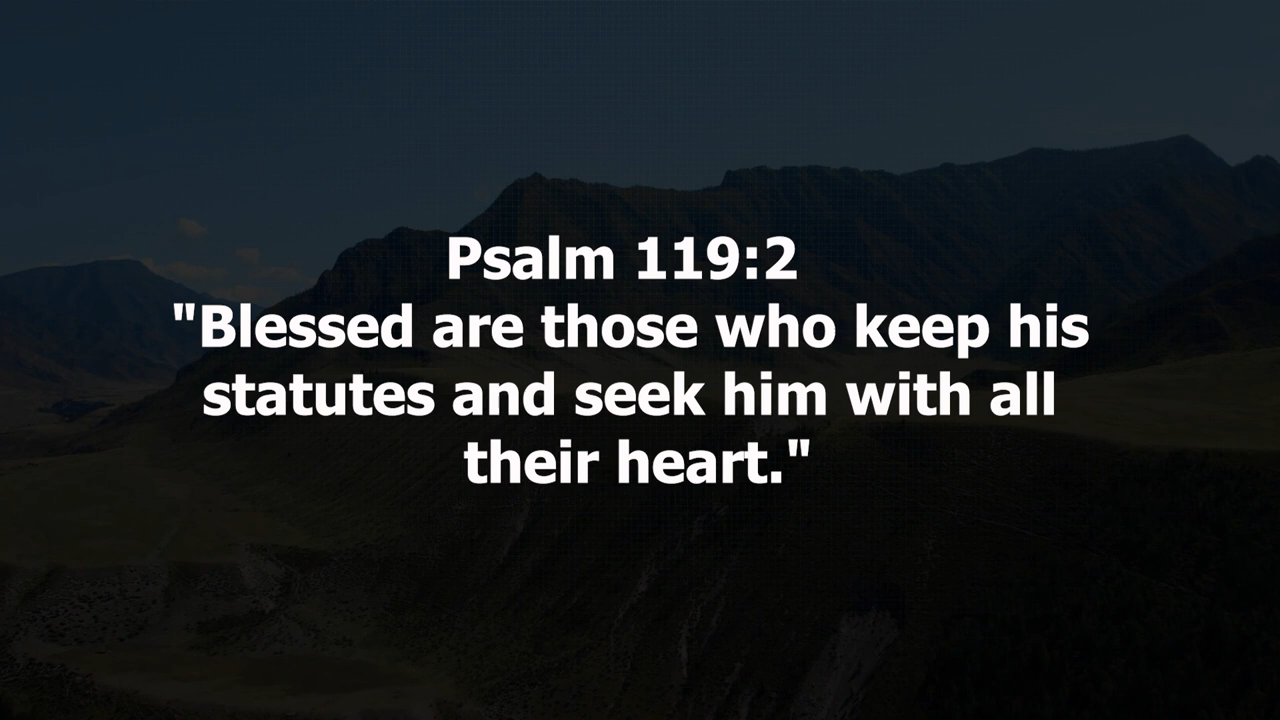 Psalm 119:2
"Blessed are those who keep his
statutes and seek him with all
their heart."